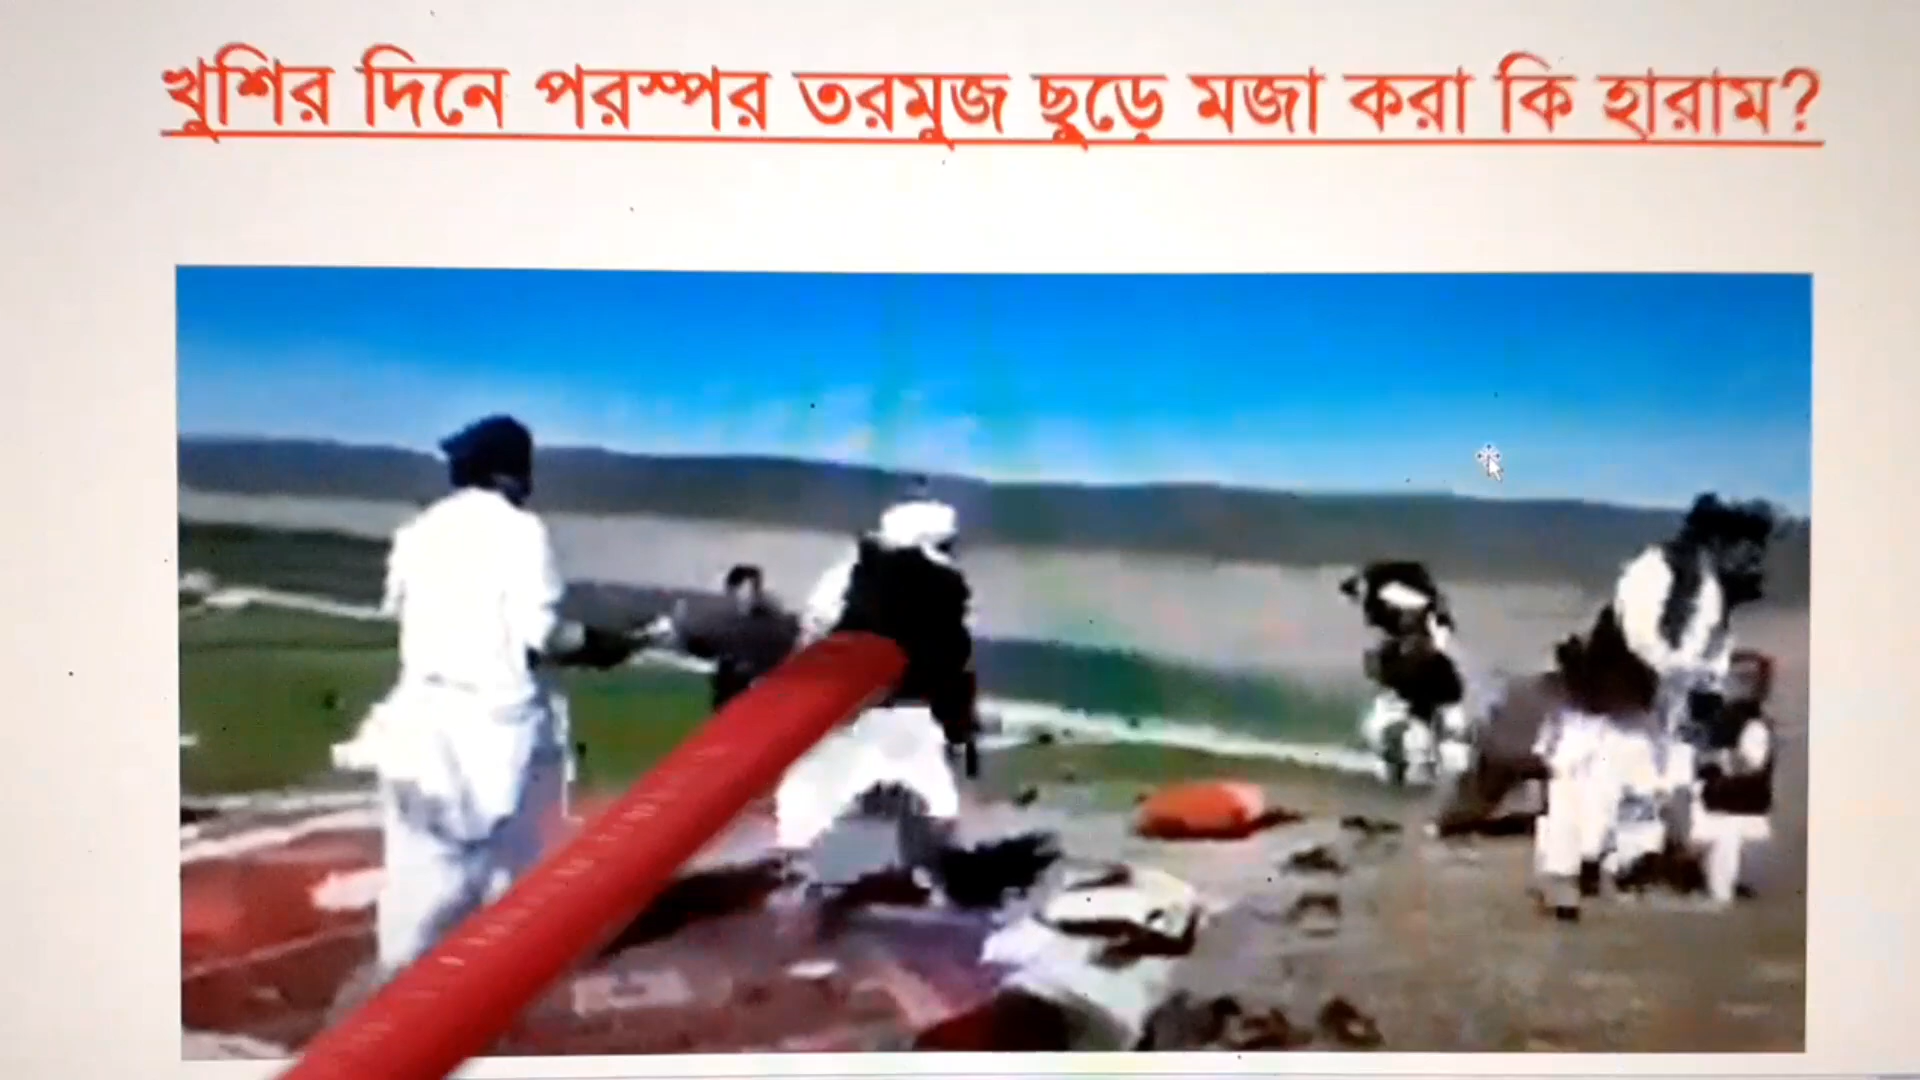 খুশির দিনে পরস্পর তরমুজ ছুড়ে মজা করা কি হারাম?